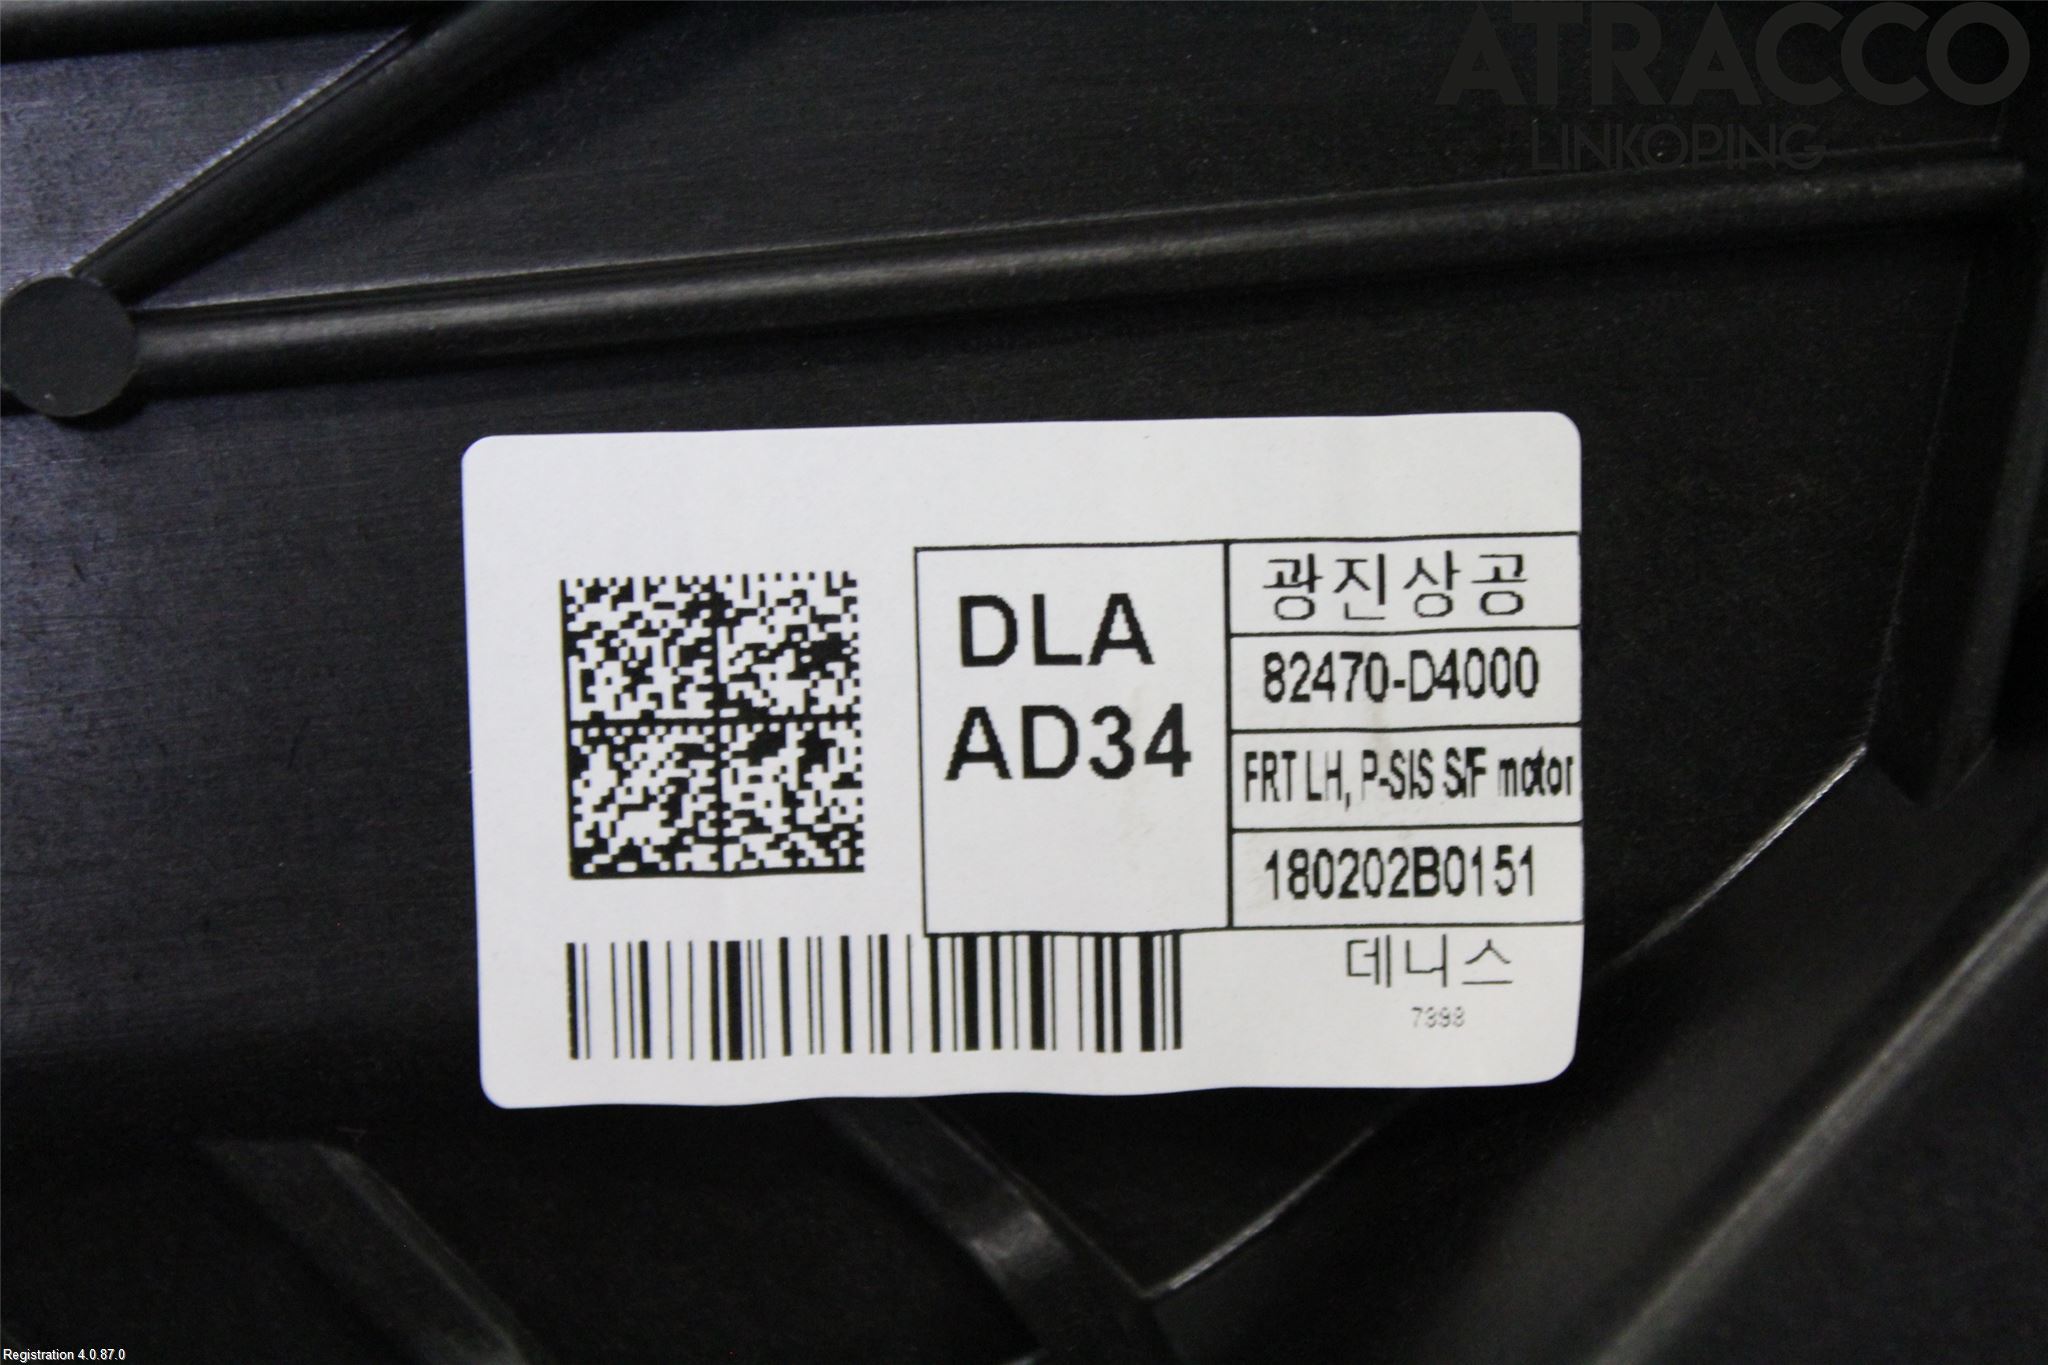 ATRACCO
LINKÖPING
DLA
AD34
광진상공
82470-D4000
FRT LH, P-SIS S/F motor
180202B0151
데니스
7398
Registration 4.0.87.0